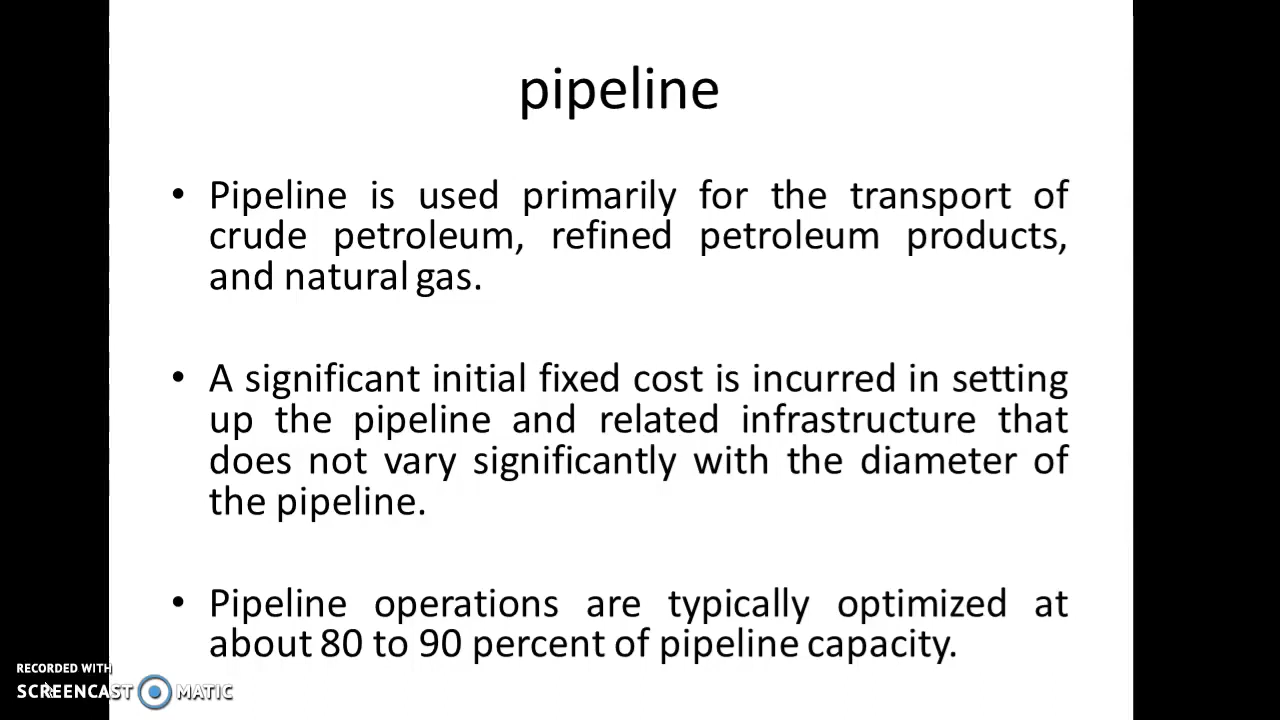 pipeline
• Pipeline is used primarily for the transport of
crude petroleum, refined petroleum products,
and natural gas.
• A significant initial fixed cost is incurred in setting
up the pipeline and related infrastructure that
does not vary significantly with the diameter of
the pipeline.
• Pipeline operations are typically optimized at
about 80 to 90 percent of pipeline capacity.
RECORDED WITH
SCREENCAST MATIC